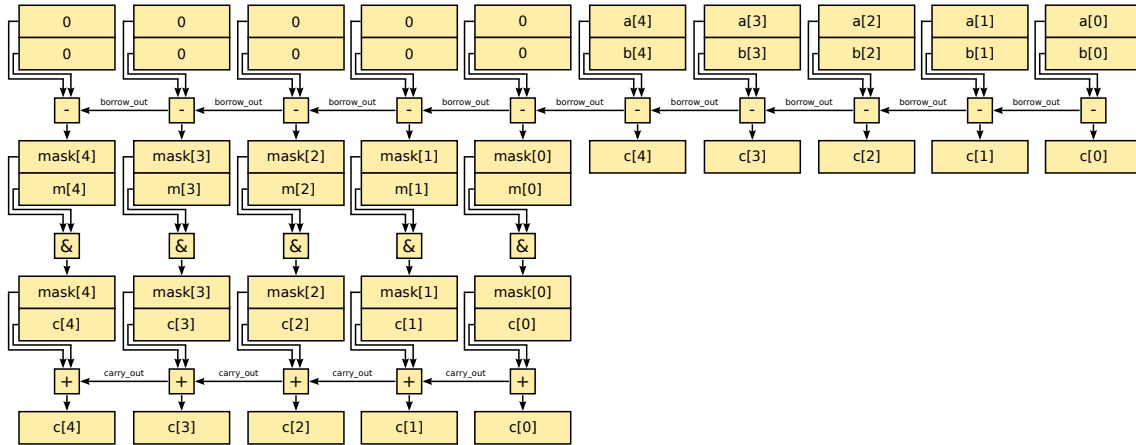 0 0 0 0 0 a[4] a[3] a[2] a[1] a[0]
0 0 0 0 0 b[4] b[3] b[2] b[1] b[0]
- borrow_out - borrow_out - borrow_out - borrow_out - borrow_out - borrow_out - borrow_out - borrow_out - borrow_out -
mask[4] mask[3] mask[2] mask[1] mask[0] c[4] c[3] c[2] c[1] c[0]
m[4] m[3] m[2] m[1] m[0]
& & & & &
mask[4] mask[3] mask[2] mask[1] mask[0]
c[4] c[3] c[2] c[1] c[0]
+ carry_out + carry_out + carry_out + carry_out +
c[4] c[3] c[2] c[1] c[0]